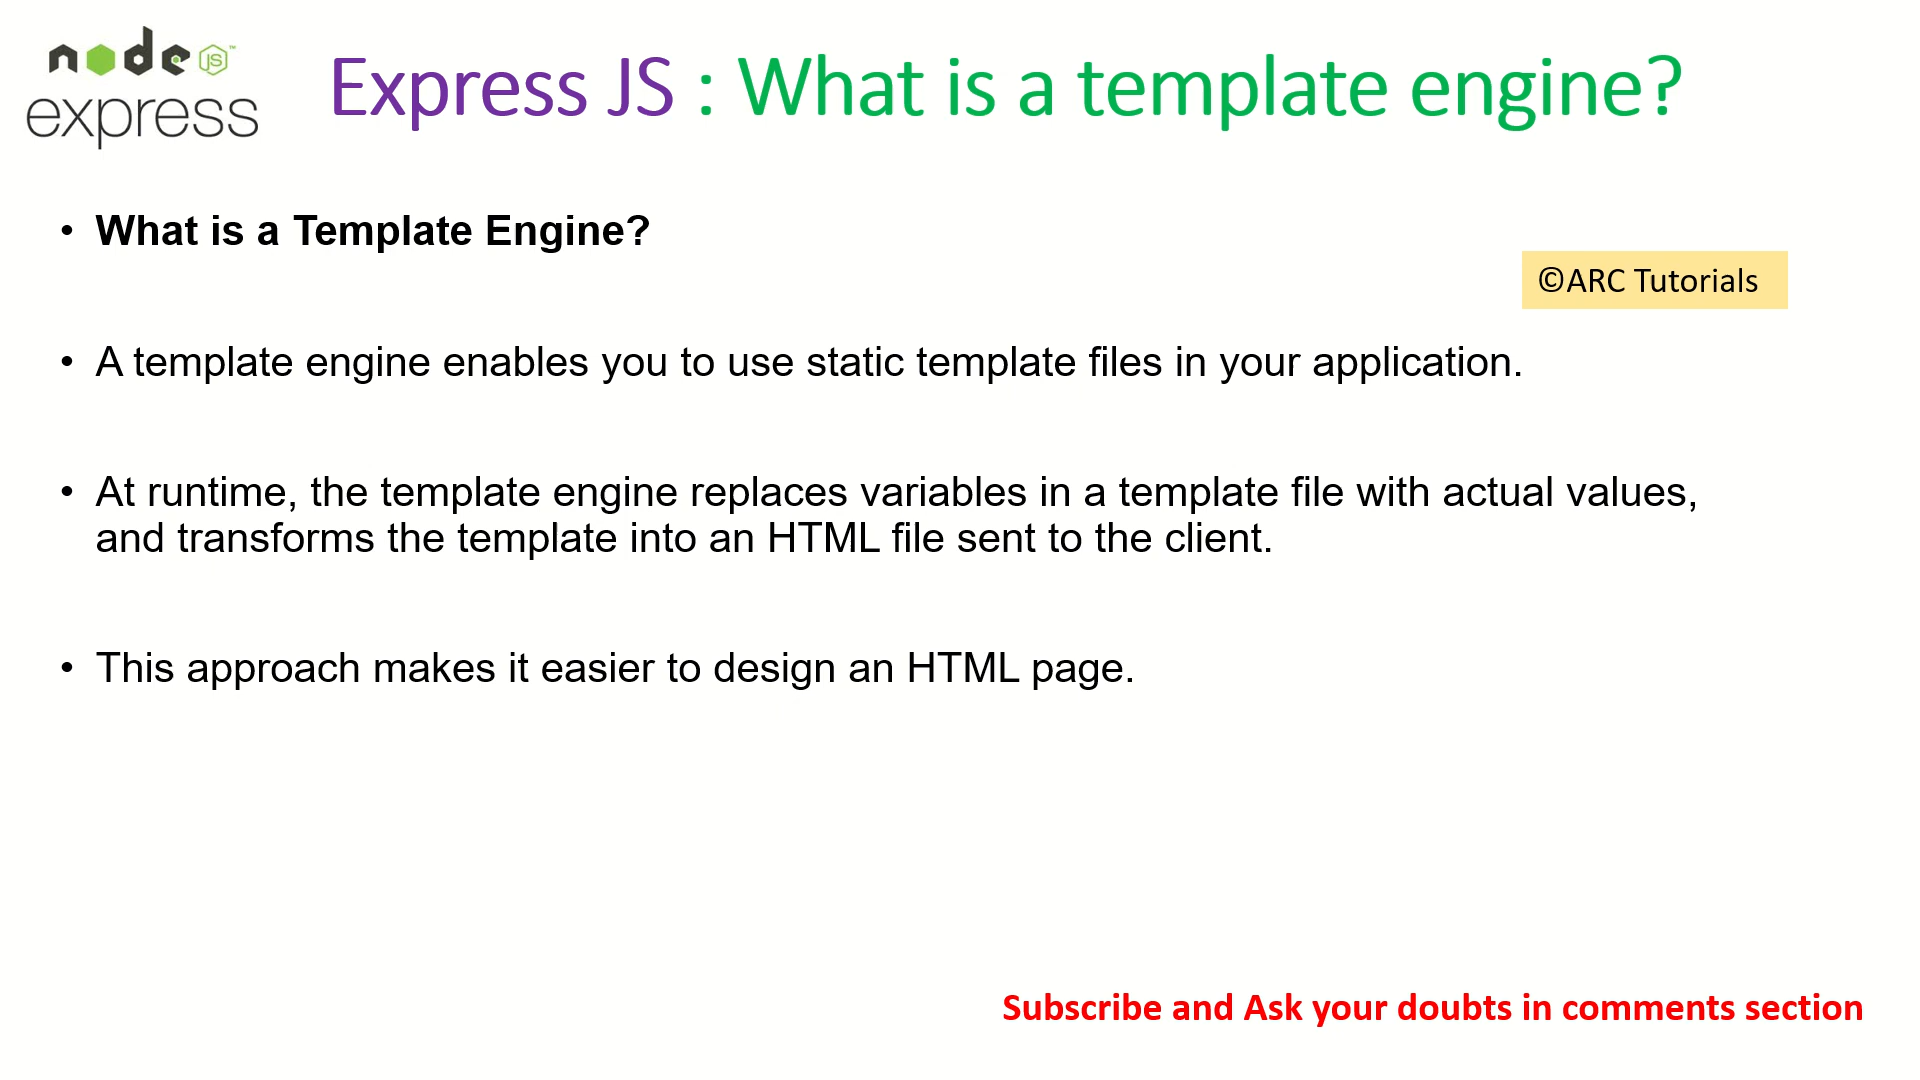 node JS™
express
Express JS : What is a template engine?
• What is a Template Engine?
©ARC Tutorials
• A template engine enables you to use static template files in your application.
• At runtime, the template engine replaces variables in a template file with actual values,
and transforms the template into an HTML file sent to the client.
• This approach makes it easier to design an HTML page.
Subscribe and Ask your doubts in comments section